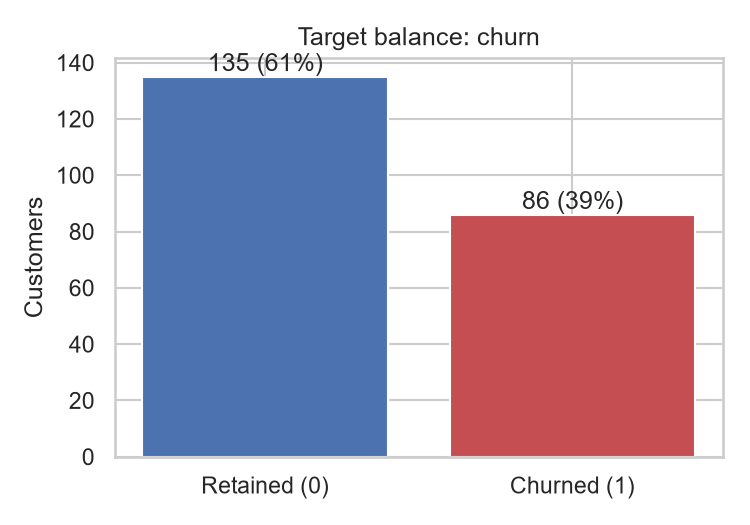 Target balance: churn
140
120
100
80
60
40
20
0
Customers
135 (61%)
86 (39%)
Retained (0)
Churned (1)